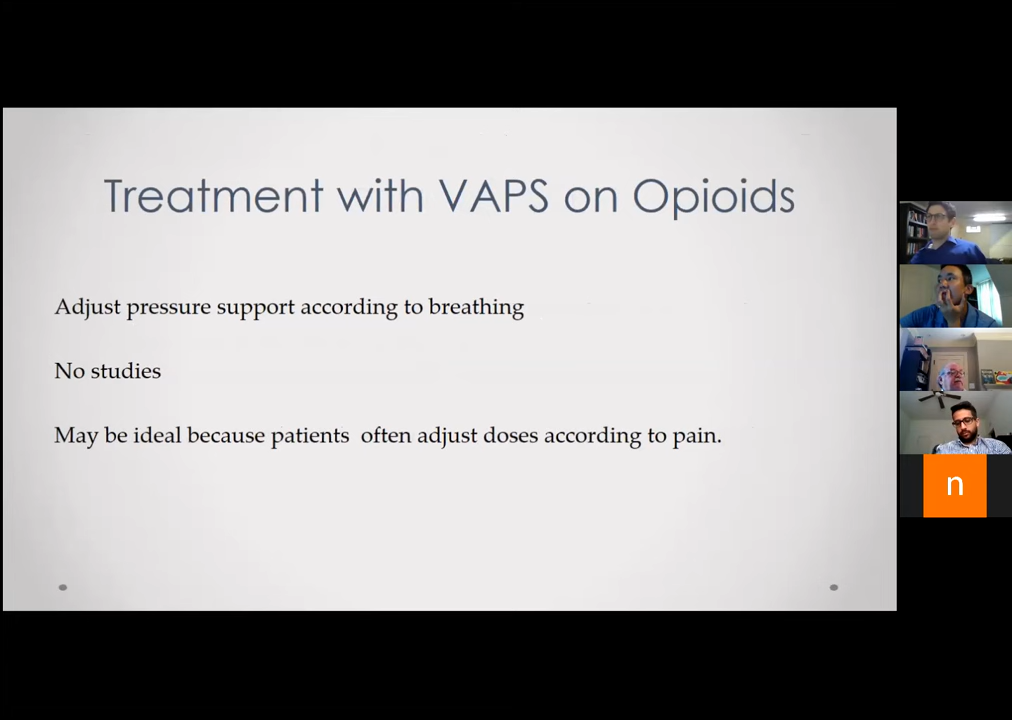 Treatment with VAPS on Opioids
Adjust pressure support according to breathing
No studies
May be ideal because patients  often adjust doses according to pain.
n